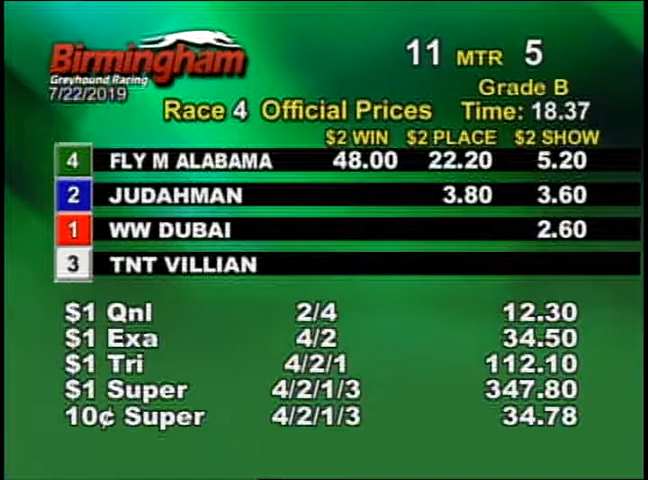 Birmingham
Greyhound Racing
7/22/2019
11 MTR 5
Grade B
Race 4 Official Prices Time: 18.37
$2 WIN $2 PLACE $2 SHOW
4 FLY M ALABAMA 48.00 22.20 5.20
2 JUDAHMAN 3.80 3.60
1 WW DUBAI 2.60
3 TNT VILLIAN
$1 Qnl 2/4 12.30
$1 Exa 4/2 34.50
$1 Tri 4/2/1 112.10
$1 Super 4/2/1/3 347.80
10¢ Super 4/2/1/3 34.78